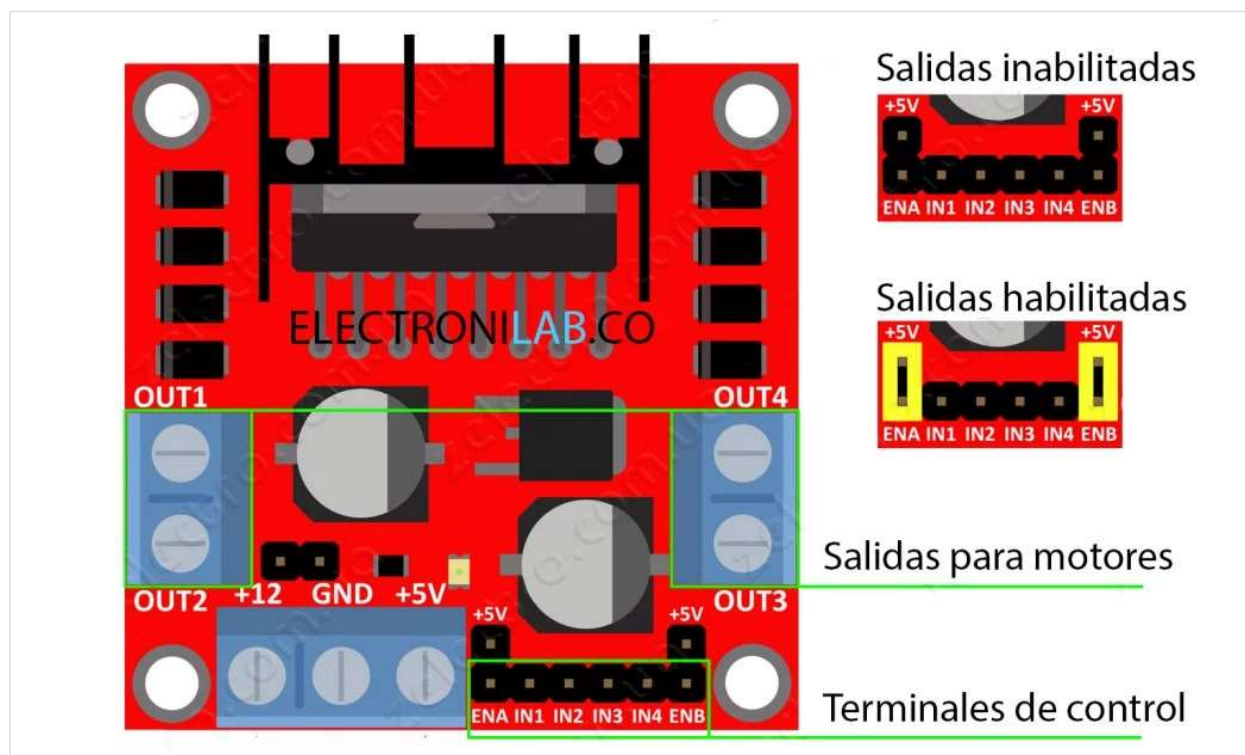 Salidas inabilitadas
+5V +5V
ENA IN1 IN2 IN3 IN4 ENB
Salidas habilitadas
+5V +5V
ENA IN1 IN2 IN3 IN4 ENB
ELECTRONILAB.CO
OUT1 OUT4
OUT2 +12 GND +5V OUT3
Salidas para motores
+5V +5V
ENA IN1 IN2 IN3 IN4 ENB
Terminales de control